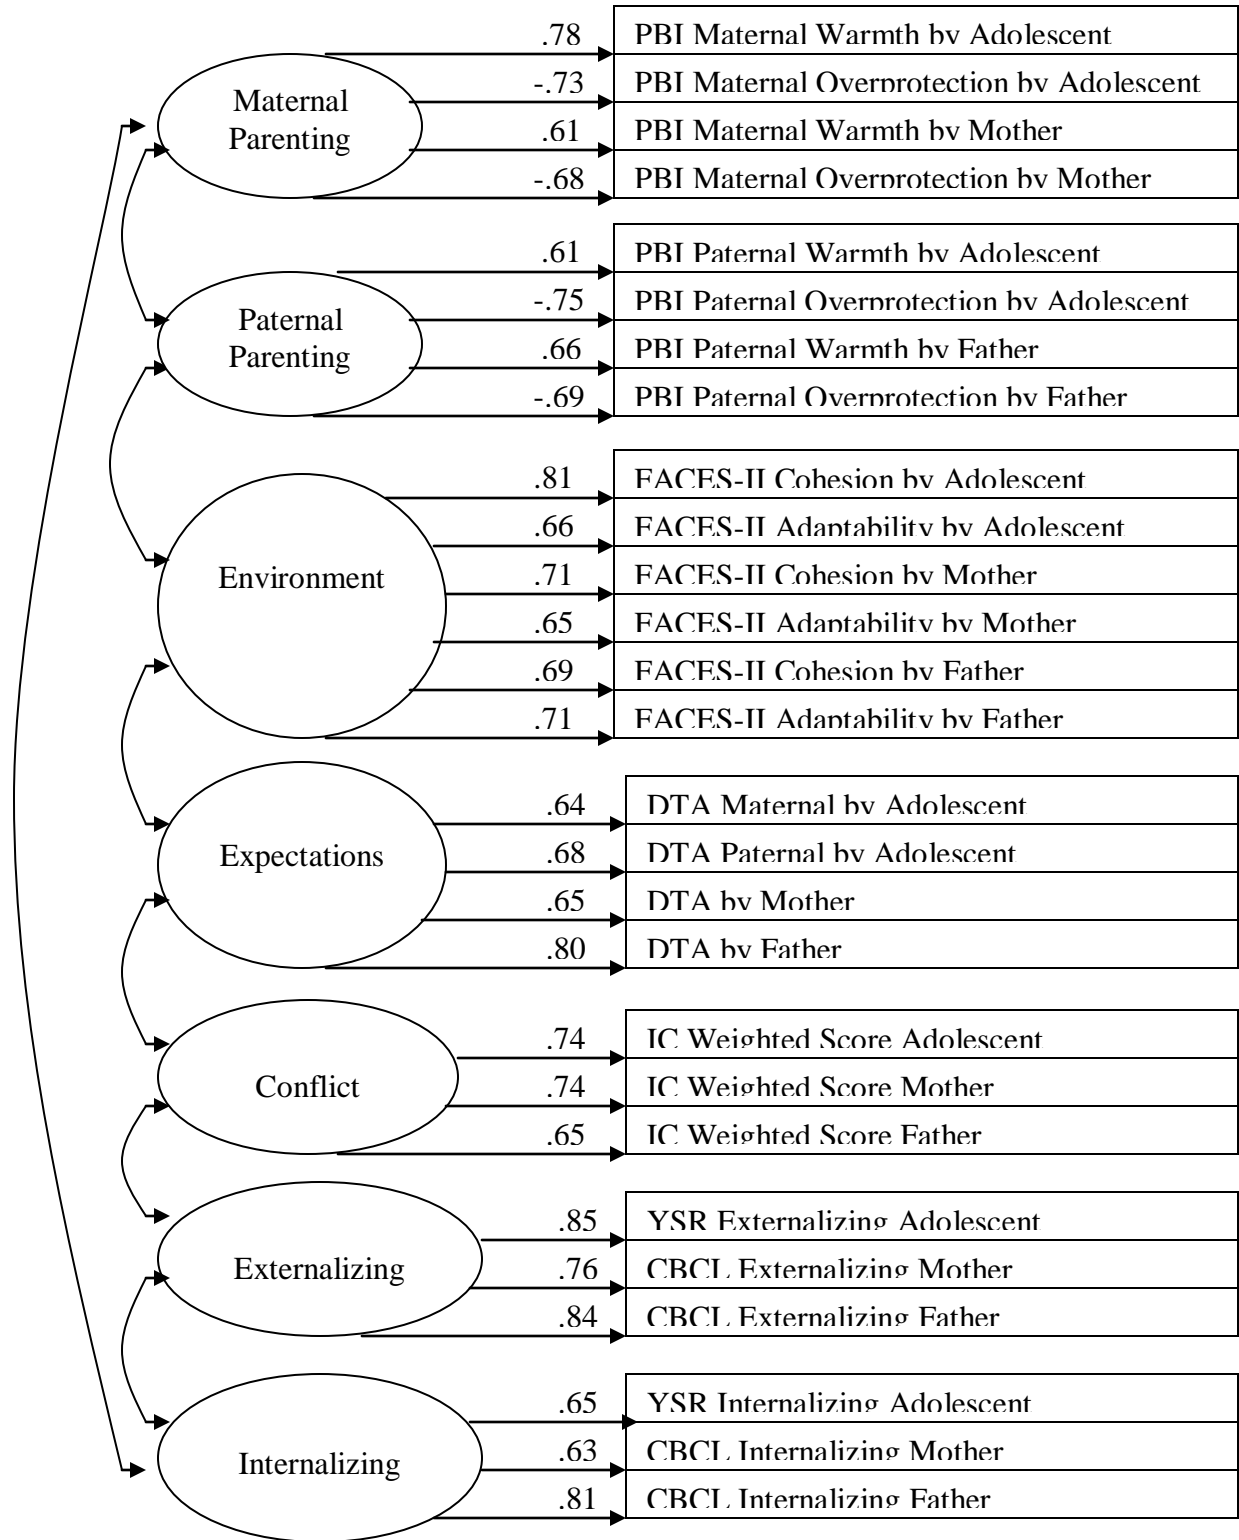 .78 PBI Maternal Warmth by Adolescent
-.73 PBI Maternal Overprotection by Adolescent
Maternal
Parenting
.61 PBI Maternal Warmth by Mother
-.68 PBI Maternal Overprotection by Mother
.61 PBI Paternal Warmth by Adolescent
-.75 PBI Paternal Overprotection by Adolescent
Paternal
Parenting
.66 PBI Paternal Warmth by Father
-.69 PBI Paternal Overprotection by Father
.81 FACES-II Cohesion by Adolescent
.66 FACES-II Adaptability by Adolescent
Environment
.71 FACES-II Cohesion by Mother
.65 FACES-II Adaptability by Mother
.69 FACES-II Cohesion by Father
.71 FACES-II Adaptability by Father
.64 DTA Maternal by Adolescent
Expectations
.68 DTA Paternal by Adolescent
.65 DTA by Mother
.80 DTA by Father
.74 IC Weighted Score Adolescent
Conflict
.74 IC Weighted Score Mother
.65 IC Weighted Score Father
.85 YSR Externalizing Adolescent
Externalizing
.76 CBCL Externalizing Mother
.84 CBCL Externalizing Father
.65 YSR Internalizing Adolescent
Internalizing
.63 CBCL Internalizing Mother
.81 CBCL Internalizing Father